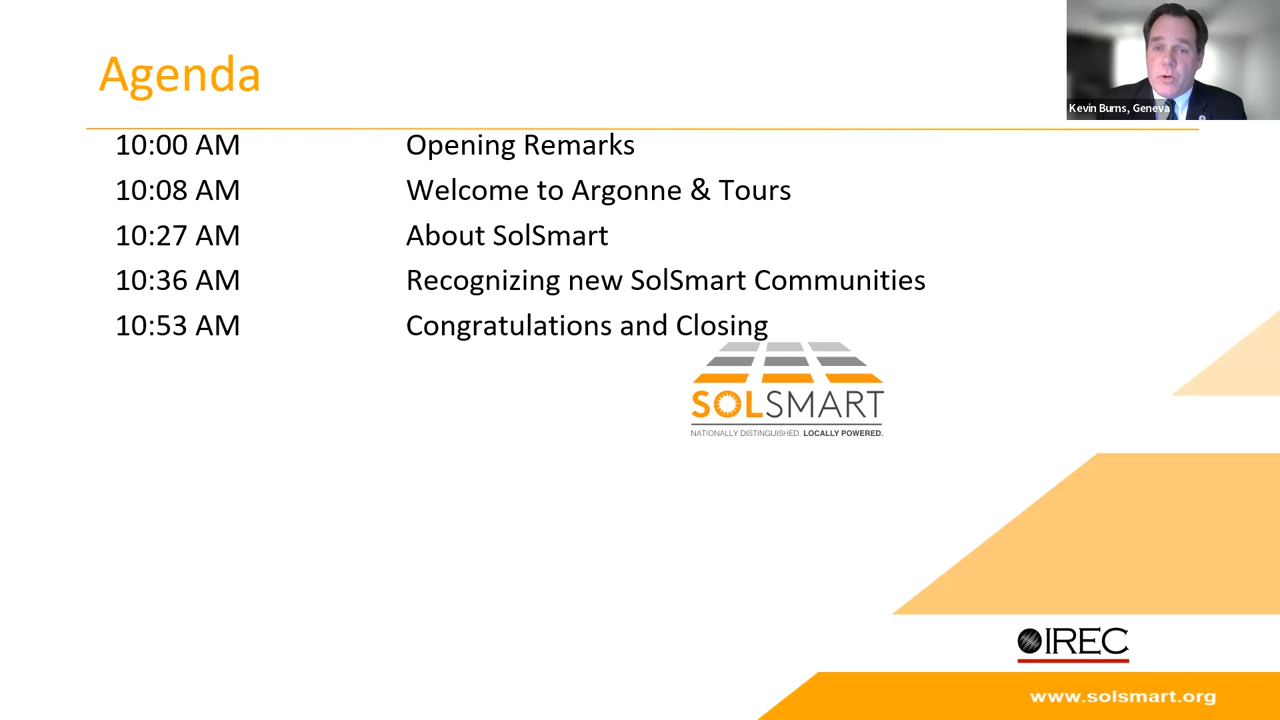 Agenda
Kevin Burns, Geneva
10:00 AM Opening Remarks
10:08 AM Welcome to Argonne & Tours
10:27 AM About SolSmart
10:36 AM Recognizing new SolSmart Communities
10:53 AM Congratulations and Closing
SOLSMART
NATIONALLY DISTINGUISHED. LOCALLY POWERED.
IREC
www.solsmart.org